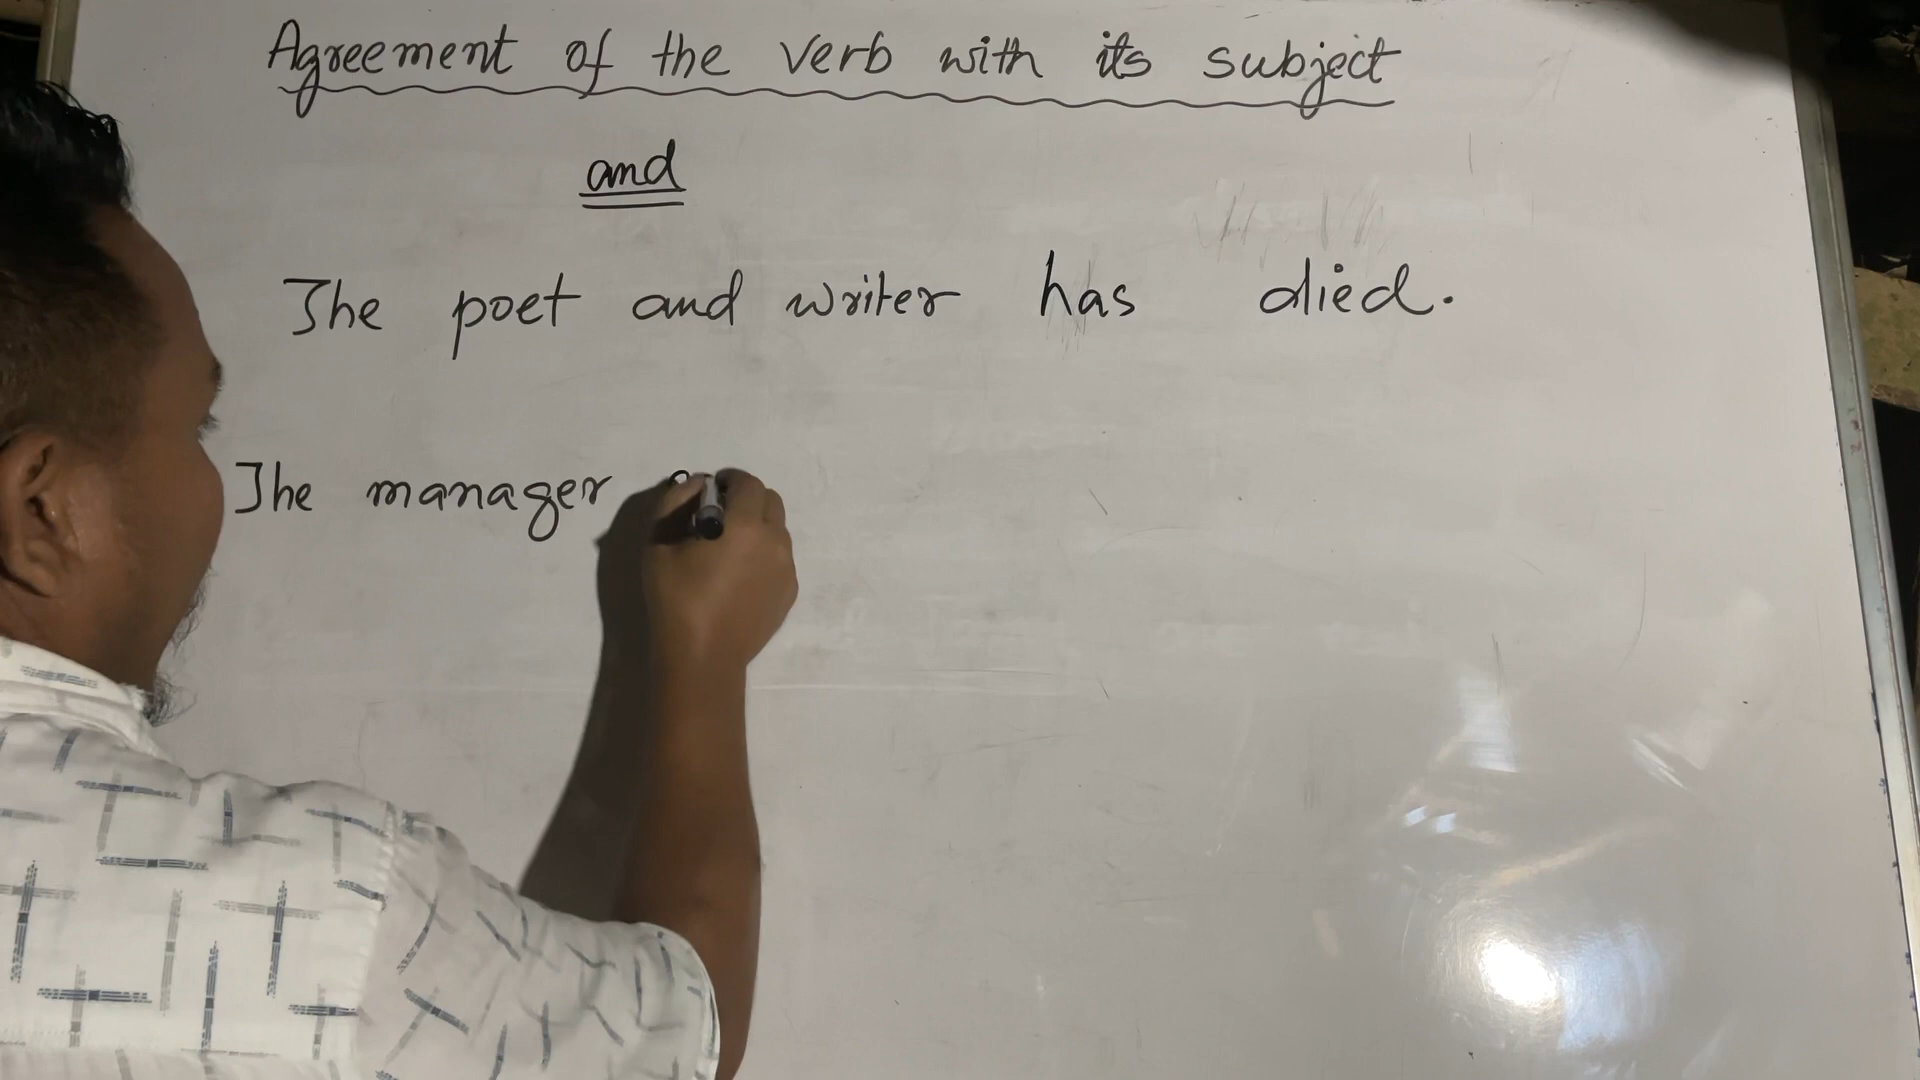 Agreement of the verb with its subject
and
The poet and writer has died.
The manager